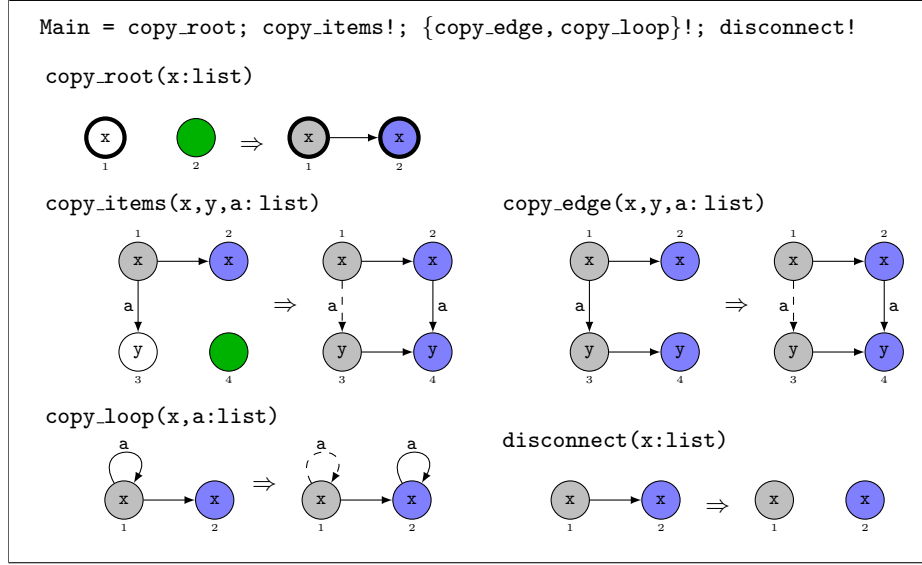 Main = copy_root; copy_items!; {copy_edge, copy_loop}!; disconnect!
copy_root(x:list)
x ⇒ x x
1 2 1 2
copy_items(x,y,a: list)
1 2 1 2
x x ⇒ x x
a a a
y y y
3 4 3 4
copy_edge(x,y,a: list)
1 2 1 2
x x ⇒ x x
a a a
y y y y
3 4 3 4
copy_loop(x,a:list)
a a a
x x ⇒ x x
1 2 1 2
disconnect(x:list)
x x ⇒ x x
1 2 1 2